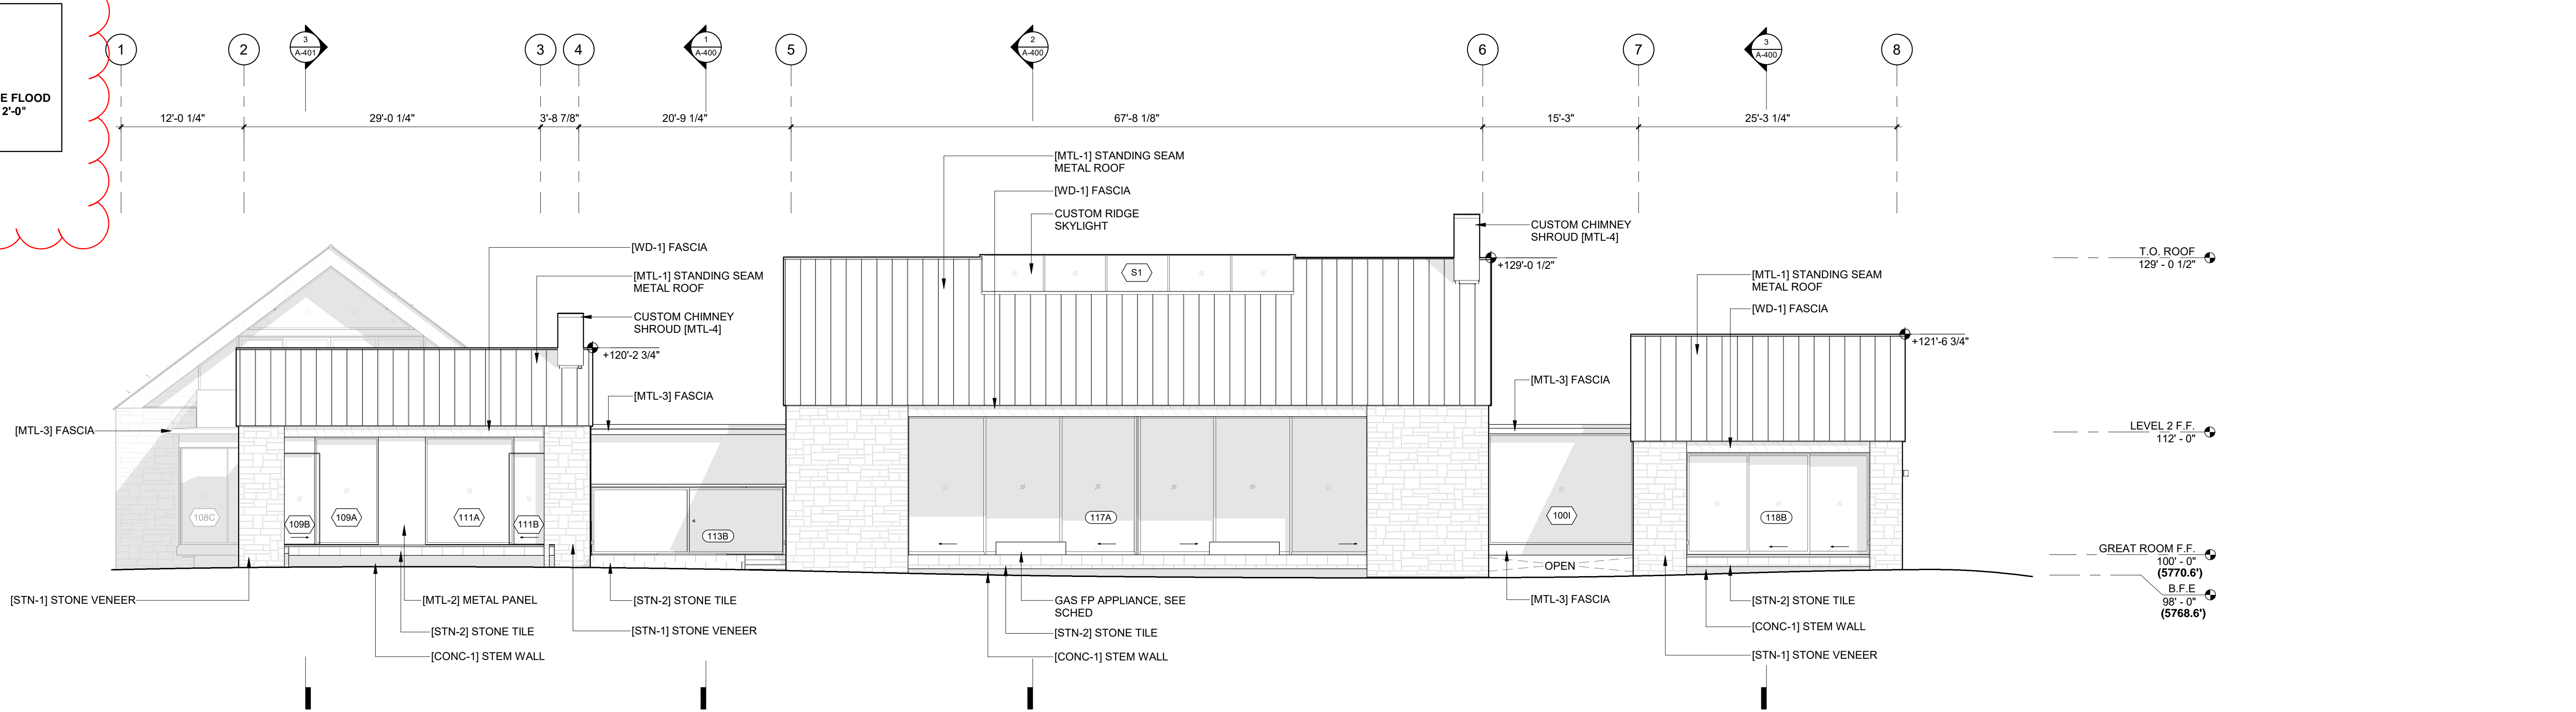 E FLOOD
2'-0"
1
2
3
A-401
3
4
1
A-400
5
2
A-400
6
7
3
A-400
8
12'-0 1/4"
29'-0 1/4"
3'-8 7/8"
20'-9 1/4"
67'-8 1/8"
15'-3"
25'-3 1/4"
[MTL-1] STANDING SEAM
METAL ROOF
[WD-1] FASCIA
CUSTOM RIDGE
SKYLIGHT
CUSTOM CHIMNEY
SHROUD [MTL-4]
[WD-1] FASCIA
[MTL-1] STANDING SEAM
METAL ROOF
CUSTOM CHIMNEY
SHROUD [MTL-4]
S1
+129'-0 1/2"
T.O. ROOF
129' - 0 1/2"
[MTL-1] STANDING SEAM
METAL ROOF
[WD-1] FASCIA
+120'-2 3/4"
+121'-6 3/4"
[MTL-3] FASCIA
[MTL-3] FASCIA
[MTL-3] FASCIA
LEVEL 2 F.F.
112' - 0"
108C
109B
109A
111A
111B
113B
117A
100I
118B
OPEN
GREAT ROOM F.F.
100' - 0"
(5770.6')
B.F.E
98' - 0"
(5768.6')
[STN-1] STONE VENEER
[MTL-2] METAL PANEL
[STN-2] STONE TILE
[CONC-1] STEM WALL
[STN-2] STONE TILE
[STN-1] STONE VENEER
GAS FP APPLIANCE, SEE
SCHED
[STN-2] STONE TILE
[CONC-1] STEM WALL
[MTL-3] FASCIA
[STN-2] STONE TILE
[CONC-1] STEM WALL
[STN-1] STONE VENEER